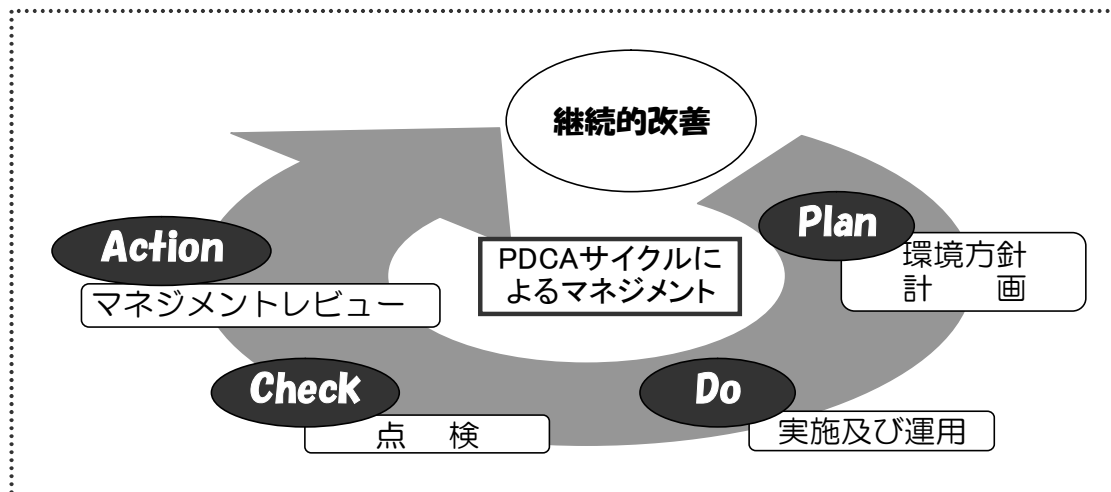 継続的改善
Plan
環境方針
計　　画
Action
マネジメントレビュー
PDCAサイクルに
よるマネジメント
Check
点　検
Do
実施及び運用